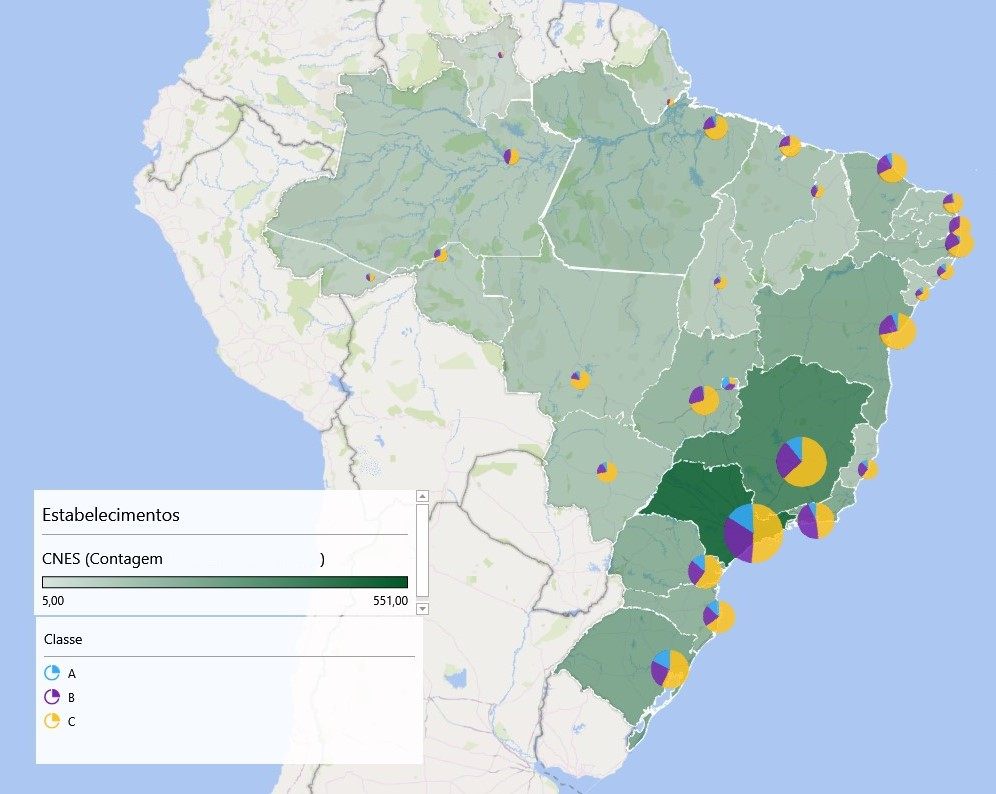 Estabelecimentos
CNES (Contagem )
5,00 551,00
Classe
A
B
C